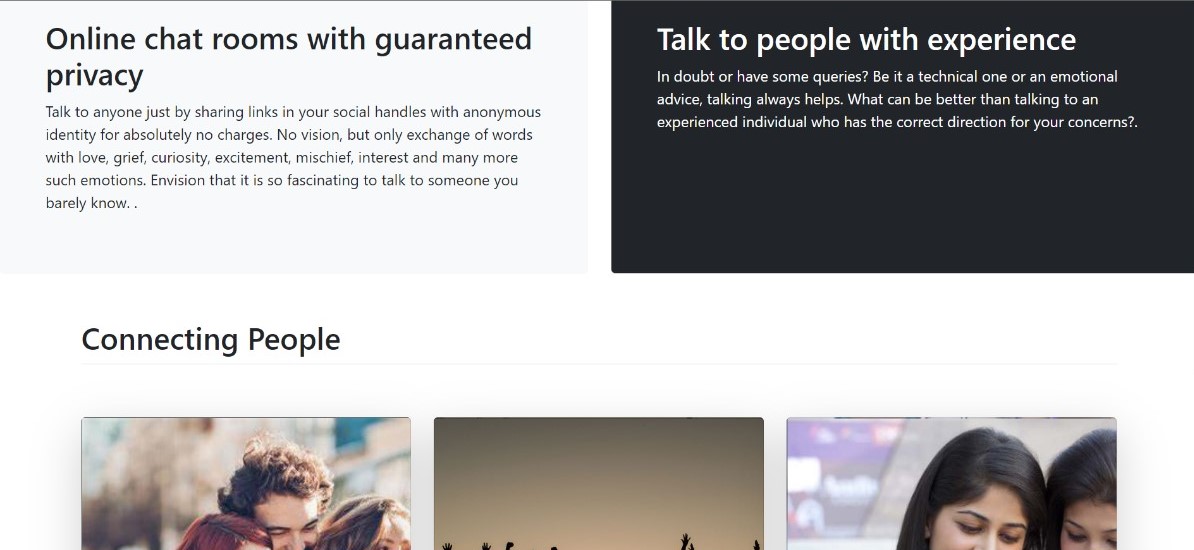 Online chat rooms with guaranteed
privacy
Talk to anyone just by sharing links in your social handles with anonymous
identity for absolutely no charges. No vision, but only exchange of words
with love, grief, curiosity, excitement, mischief, interest and many more
such emotions. Envision that it is so fascinating to talk to someone you
barely know. .
Talk to people with experience
In doubt or have some queries? Be it a technical one or an emotional
advice, talking always helps. What can be better than talking to an
experienced individual who has the correct direction for your concerns?.
Connecting People